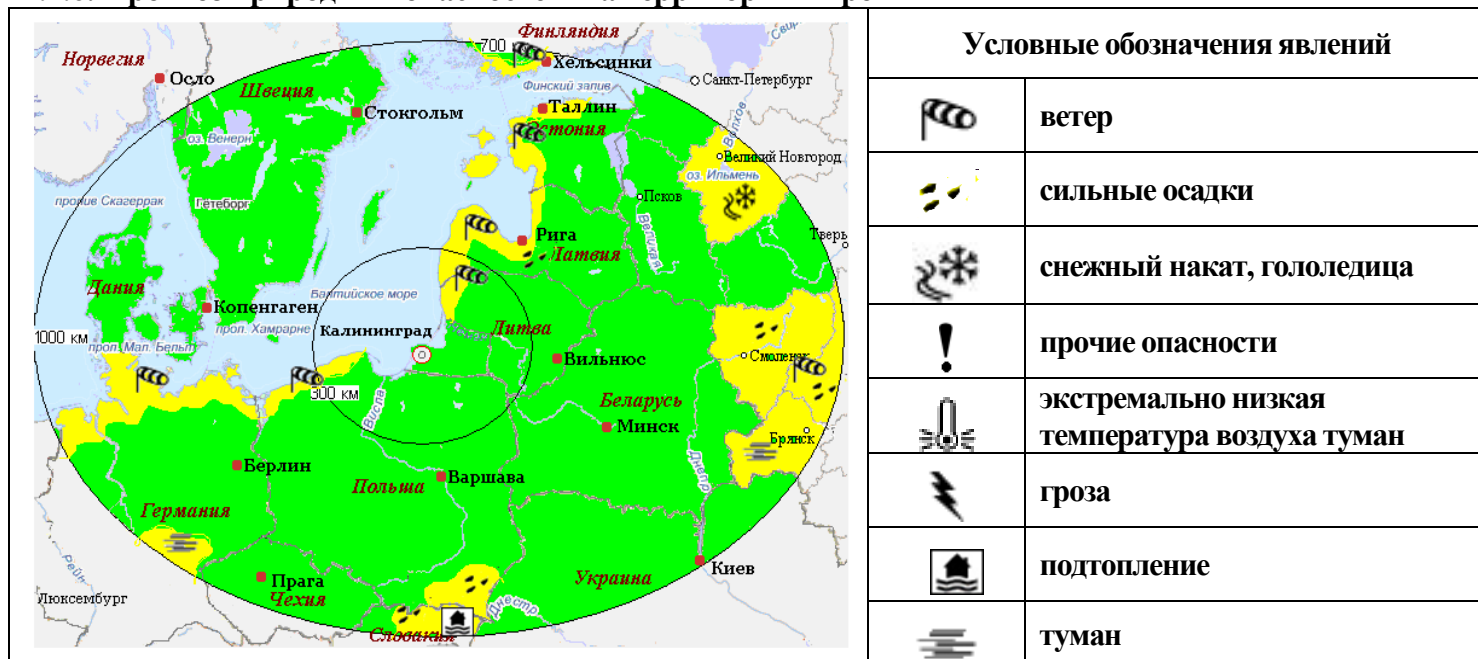 Финляндия
700
Норвегия
Хельсинки
Осло
Санкт-Петербург
Швеция
Финский залив
Волхов
Таллин
Стокгольм
Эстония
оз. Венерн
Великий Новгород
оз. Ильмень
Псков
пролив Скагеррак
Гётеборг
Великая
Тверь
Рига
Латвия
Дания
Балтийское море
Копенгаген
Калининград
Литва
1000 км
прол. Хамрарне
прол. Мал. Бельт
Вильнюс
Смоленск
300 км
Висла
Беларусь
Минск
Брянск
Берлин
Польша
Варшава
Днепр
Германия
Рейн
Прага
Украина
Киев
Чехия
Люксембург
Днестр
Словакия
Условные обозначения явлений
ветер
сильные осадки
снежный накат, гололедица
прочие опасности
экстремально низкая
температура воздуха туман
гроза
подтопление
туман